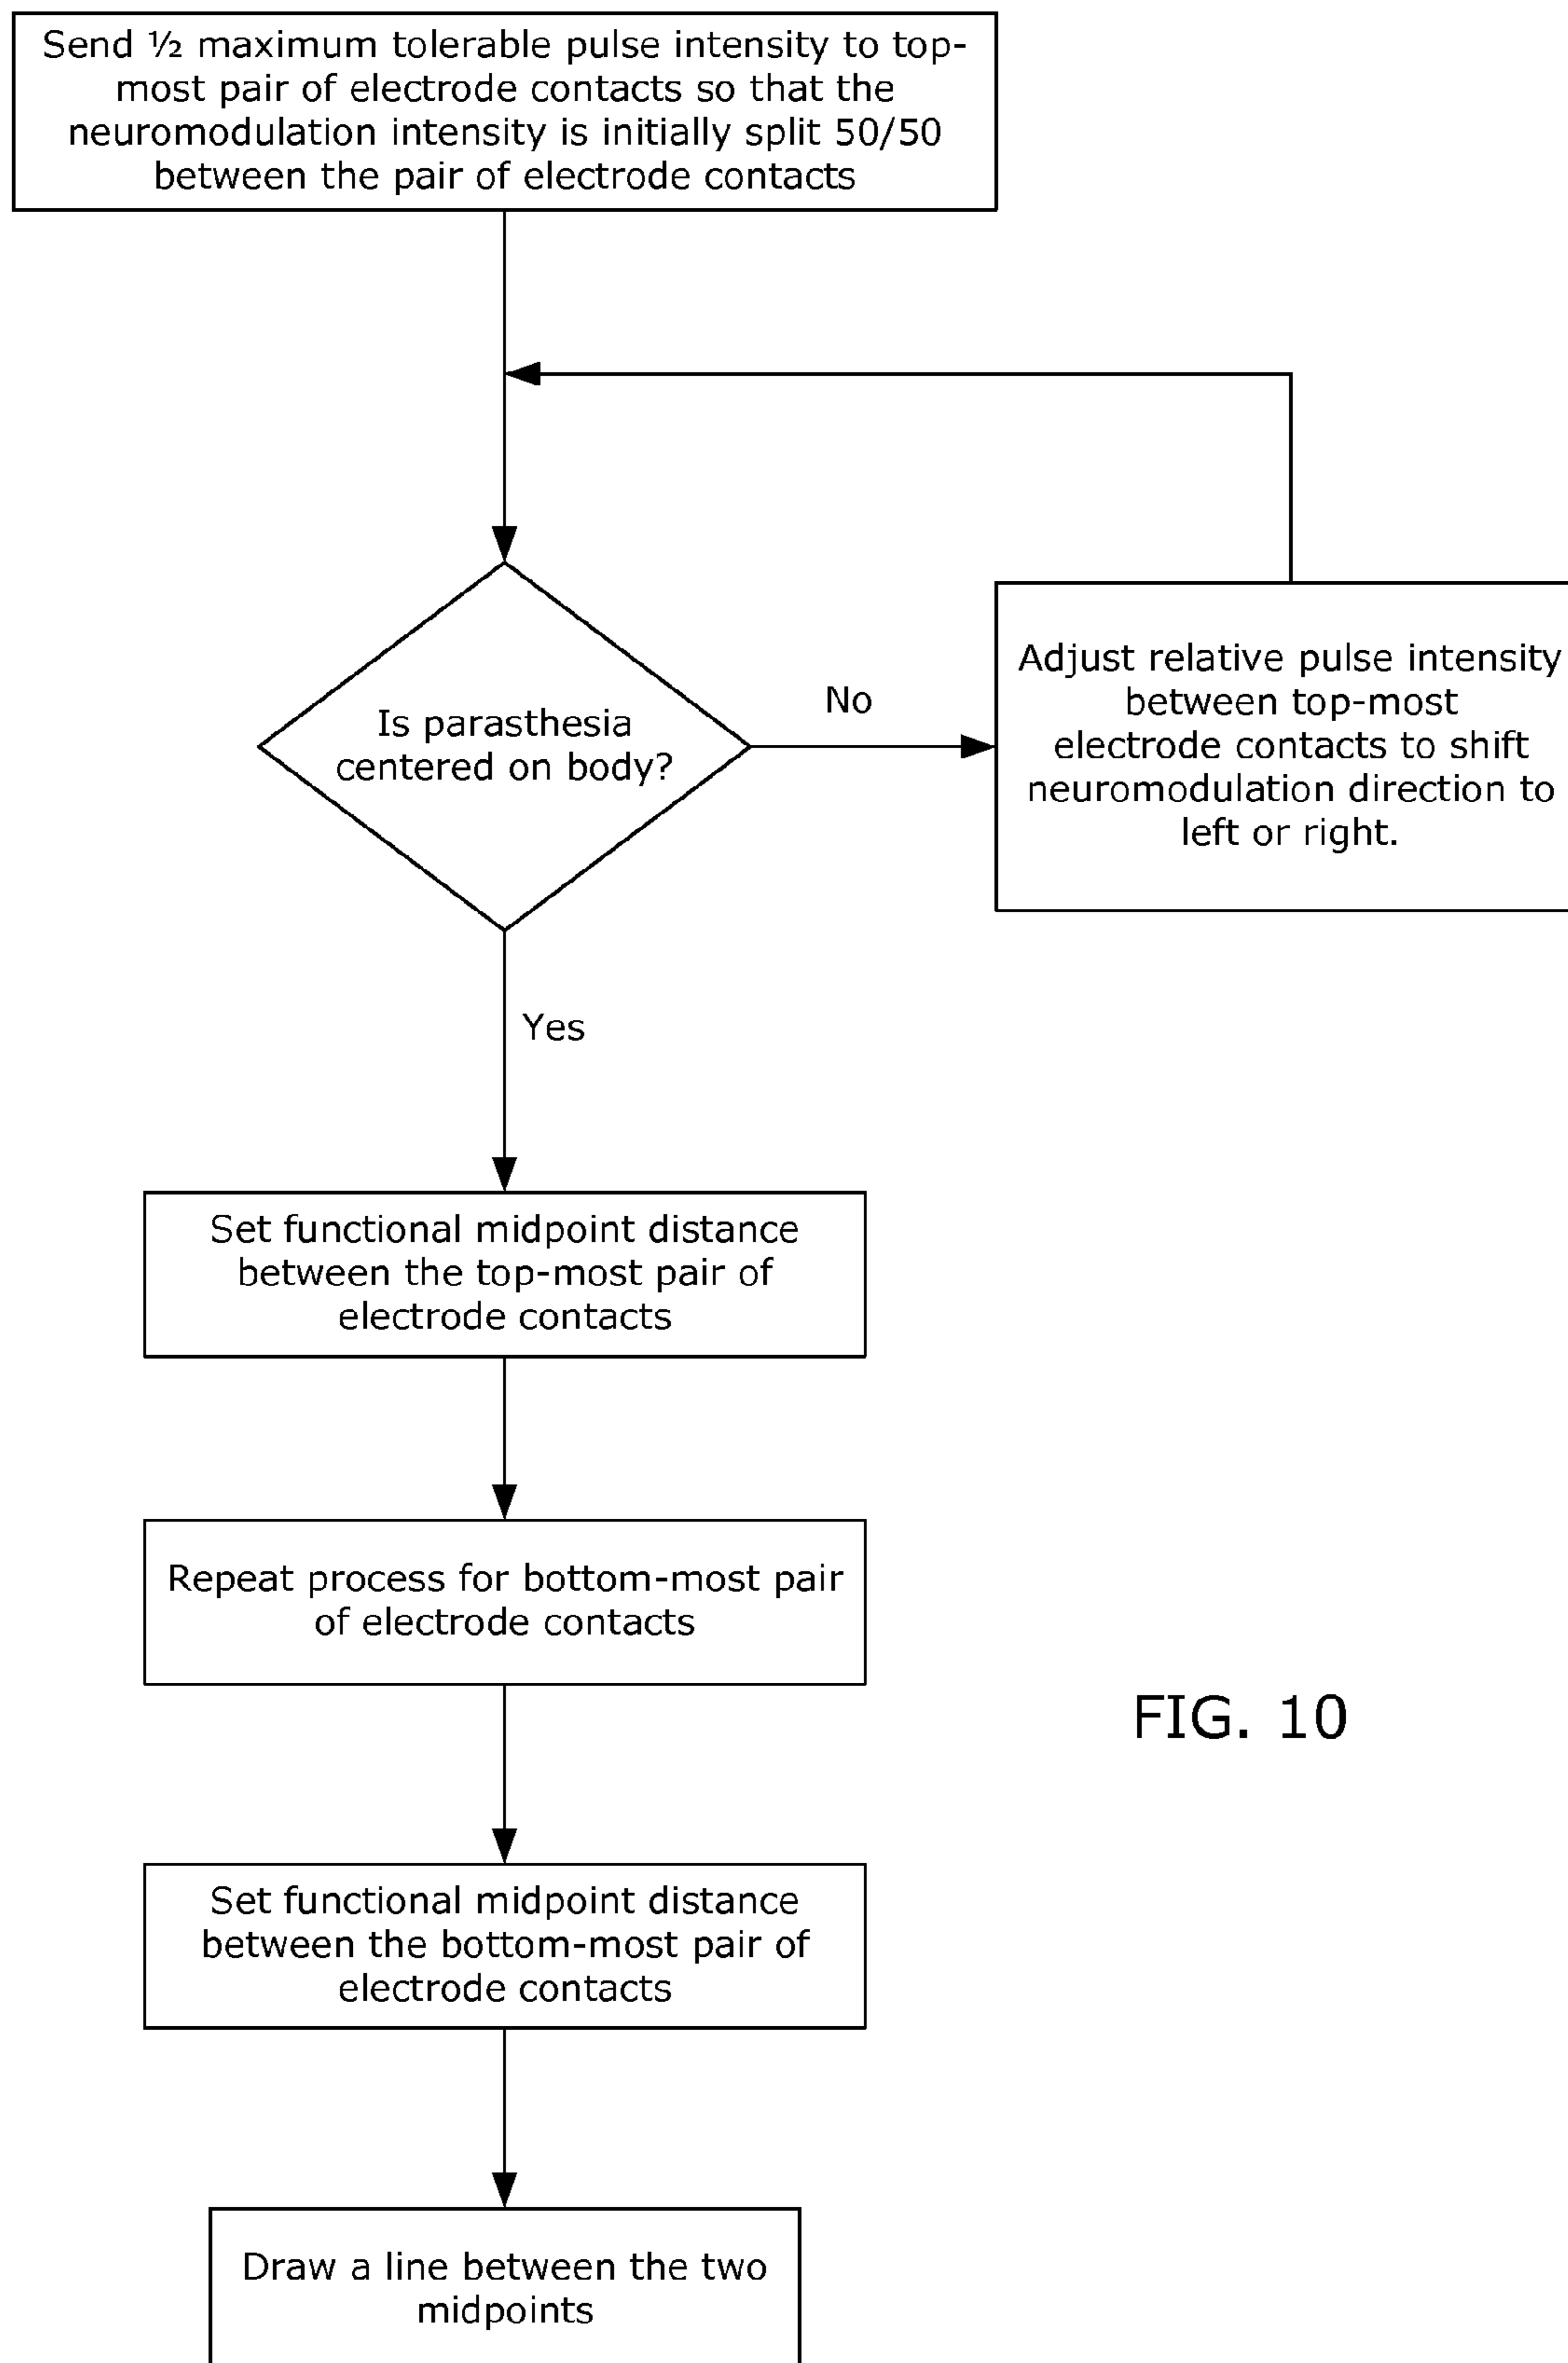 Send ½ maximum tolerable pulse intensity to top-
most pair of electrode contacts so that the
neuromodulation intensity is initially split 50/50
between the pair of electrode contacts
Is parasthesia
centered on body?
No
Adjust relative pulse intensity
between top-most
electrode contacts to shift
neuromodulation direction to
left or right.
Yes
Set functional midpoint distance
between the top-most pair of
electrode contacts
Repeat process for bottom-most pair
of electrode contacts
Set functional midpoint distance
between the bottom-most pair of
electrode contacts
Draw a line between the two
midpoints
FIG. 10